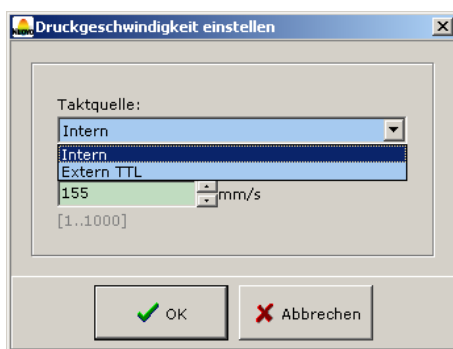 Druckgeschwindigkeit einstellen
Taktquelle:
Intern
Intern
Extern TTL
155 mm/s
[1..1000]
OK Abbrechen